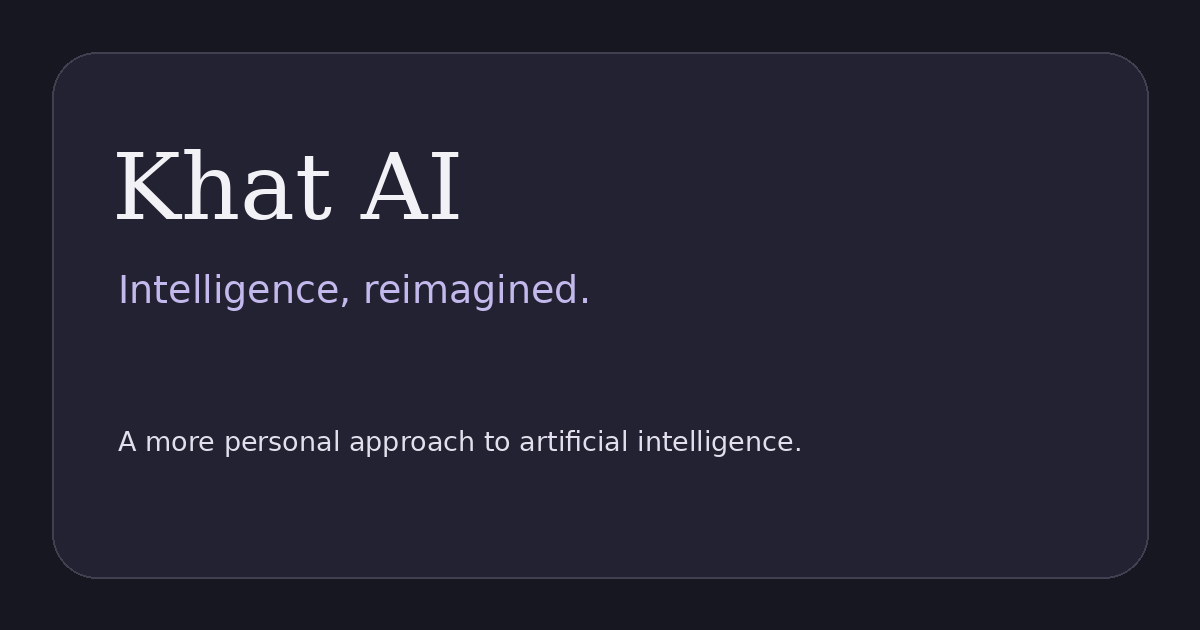 Khat AI
Intelligence, reimagined.
A more personal approach to artificial intelligence.